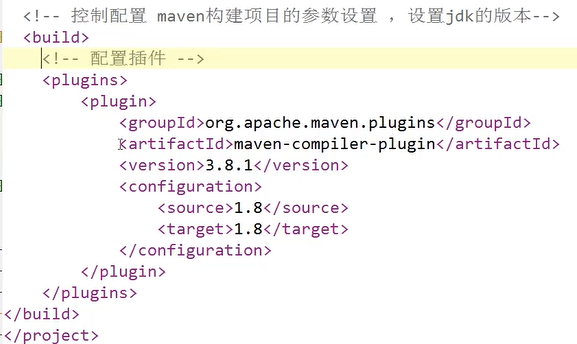 <!-- 控制配置 maven构建项目的参数设置 ，设置jdk的版本-->
<build>
<!-- 配置插件 -->
<plugins>
<plugin>
<groupId>org.apache.maven.plugins</groupId>
<artifactId>maven-compiler-plugin</artifactId>
<version>3.8.1</version>
<configuration>
<source>1.8</source>
<target>1.8</target>
</configuration>
</plugin>
</plugins>
</build>
</project>